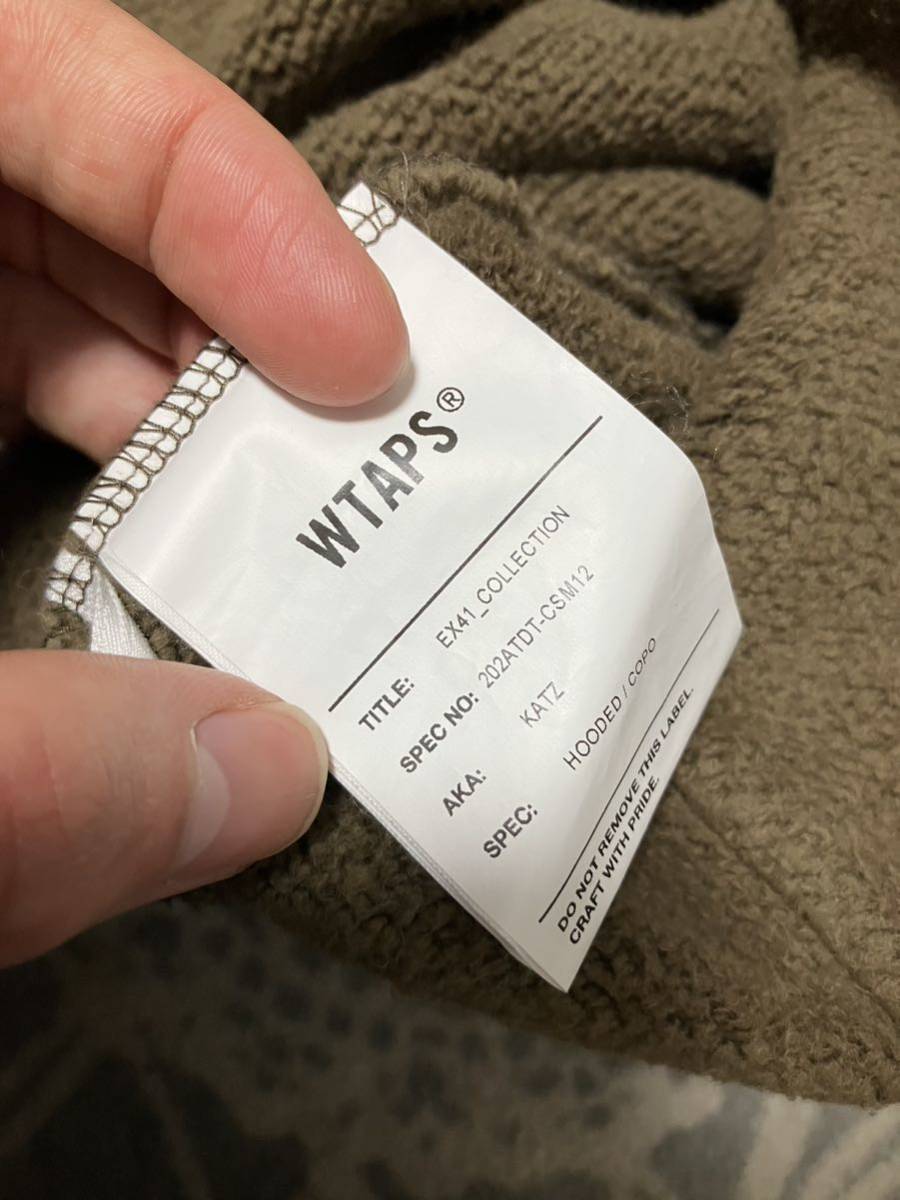 WTAPS®
TITLE: EX41_COLLECTION
SPEC NO: 202ATDT-CSM12
AKA: KATZ
SPEC: HOODED / COPO
DO NOT REMOVE THIS LABEL.
CRAFT WITH PRIDE.